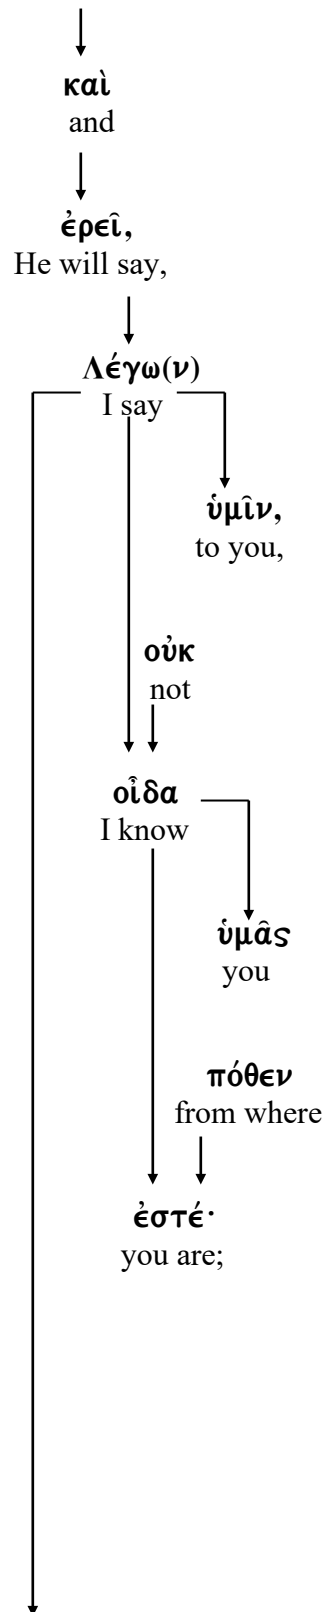 καὶ
and
ἐρεῖ,
He will say,
Λέγω(ν)
I say
ὑμῖν,
to you,
οὐκ
not
οἶδα
I know
ὑμᾶς
you
πόθεν
from where
ἐστέ·
you are;